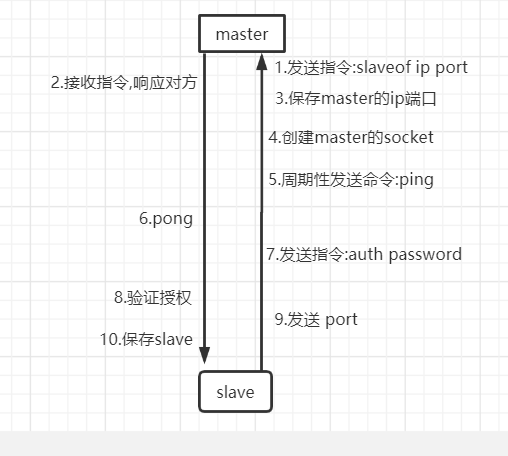 master
1.发送指令:slaveof ip port
2.接收指令,响应对方
3.保存master的ip端口
4.创建master的socket
5.周期性发送命令:ping
6.pong
7.发送指令:auth password
8.验证授权
9.发送 port
10.保存slave
slave